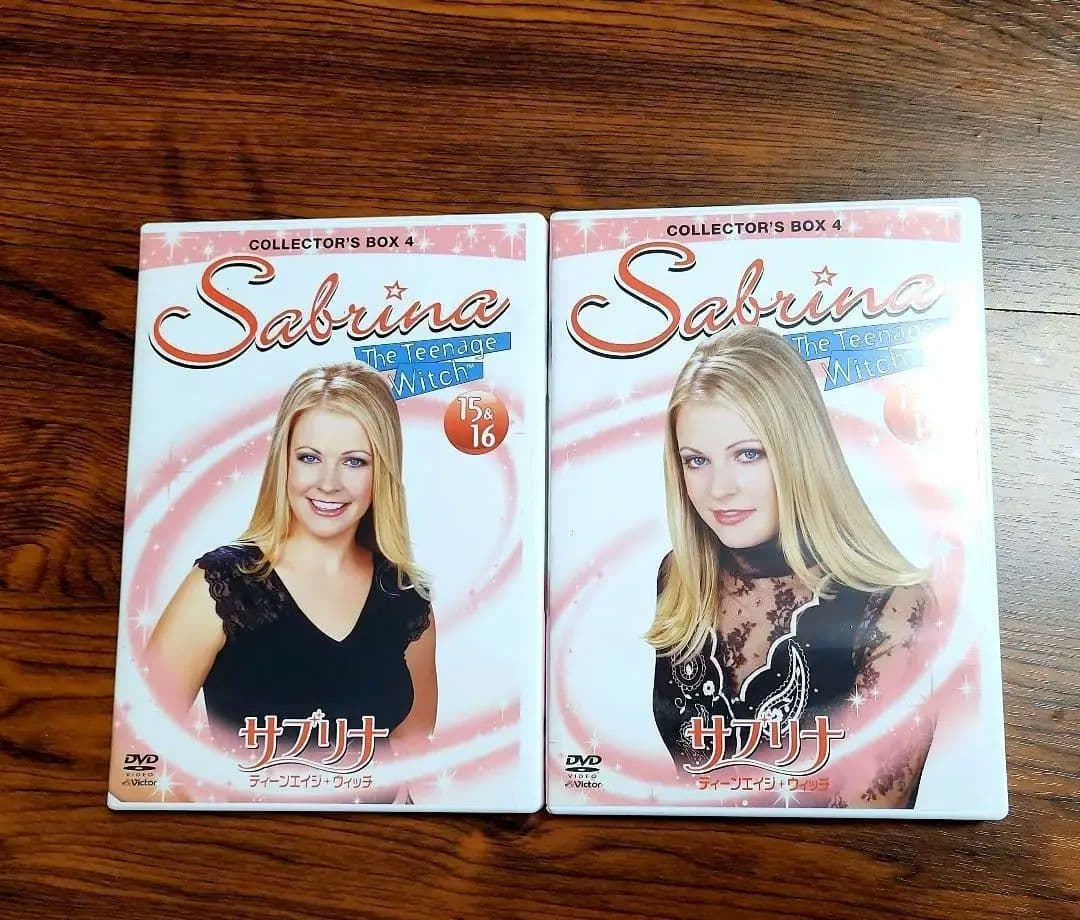 COLLECTOR'S BOX 4
Sabrina
The Teenage
Witch™
15&
16
サブリナ
ティーンエイジ・ウィッチ
DVD
VIDEO
Victor
COLLECTOR'S BOX 4
Sabrina
The Teenage
Witch
サブリナ
ティーンエイジ・ウィッチ
DVD
VIDEO
Victor